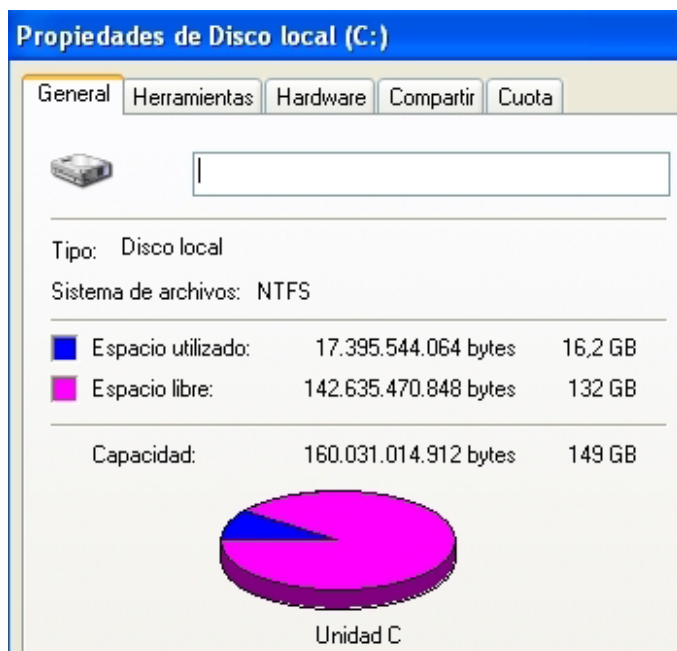 Propiedades de Disco local (C:)
General Herramientas Hardware Compartir Cuota
Tipo: Disco local
Sistema de archivos: NTFS
Espacio utilizado: 17.395.544.064 bytes 16,2 GB
Espacio libre: 142.635.470.848 bytes 132 GB
Capacidad: 160.031.014.912 bytes 149 GB
Unidad C